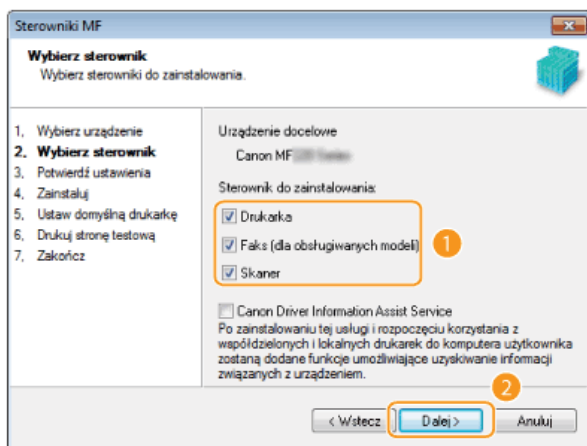 Sterowniki MF
Wybierz sterownik
Wybierz sterowniki do zainstalowania.
1. Wybierz urządzenie
2. Wybierz sterownik
3. Potwierdź ustawienia
4. Zainstaluj
5. Ustaw domyślną drukarkę
6. Drukuj stronę testową
7. Zakończ
Urządzenie docelowe
Canon MF
Sterownik do zainstalowania:
Drukarka
Faks (dla obsługiwanych modeli)
Skaner
1
Canon Driver Information Assist Service
Po zainstalowaniu tej usługi i rozpoczęciu korzystania z
współdzielonych i lokalnych drukarek do komputera użytkownika
zostaną dodane funkcje umożliwiające uzyskiwanie informacji
związanych z urządzeniem.
2
< Wstecz
Dalej >
Anuluj